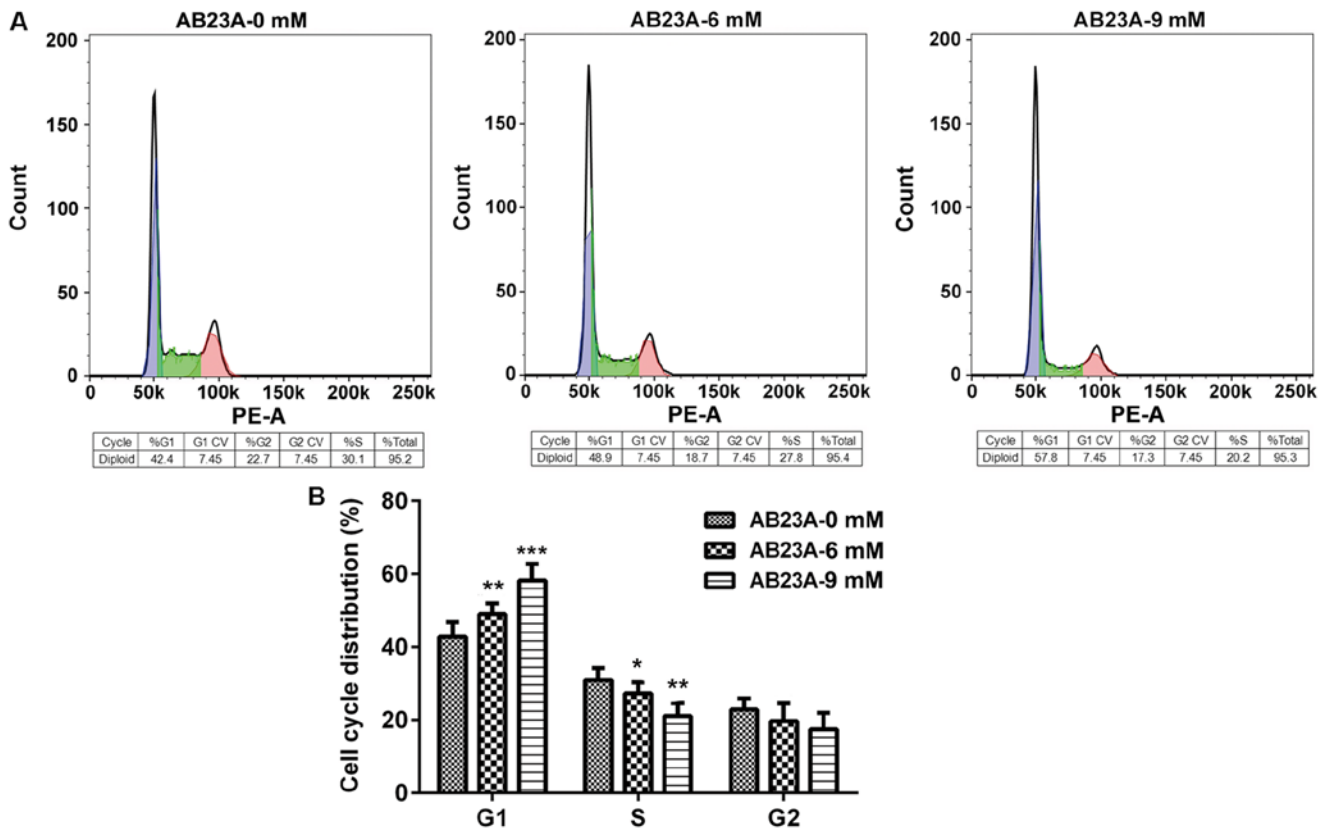 A
AB23A-0 mM
AB23A-6 mM
AB23A-9 mM
200
150
100
50
0
Count
0 50k 100k 150k 200k 250k
PE-A
200
150
100
50
0
Count
0 50k 100k 150k 200k 250k
PE-A
200
150
100
50
0
Count
0 50k 100k 150k 200k 250k
PE-A
Cycle %G1 G1 CV %G2 G2 CV %S %Total
Diploid 42.4 7.45 22.7 7.45 30.1 95.2
Cycle %G1 G1 CV %G2 G2 CV %S %Total
Diploid 48.9 7.45 18.7 7.45 27.8 95.4
Cycle %G1 G1 CV %G2 G2 CV %S %Total
Diploid 57.8 7.45 17.3 7.45 20.2 95.3
B
Cell cycle distribution (%)
80
60
40
20
0
** ***
* **
AB23A-0 mM
AB23A-6 mM
AB23A-9 mM
G1 S G2